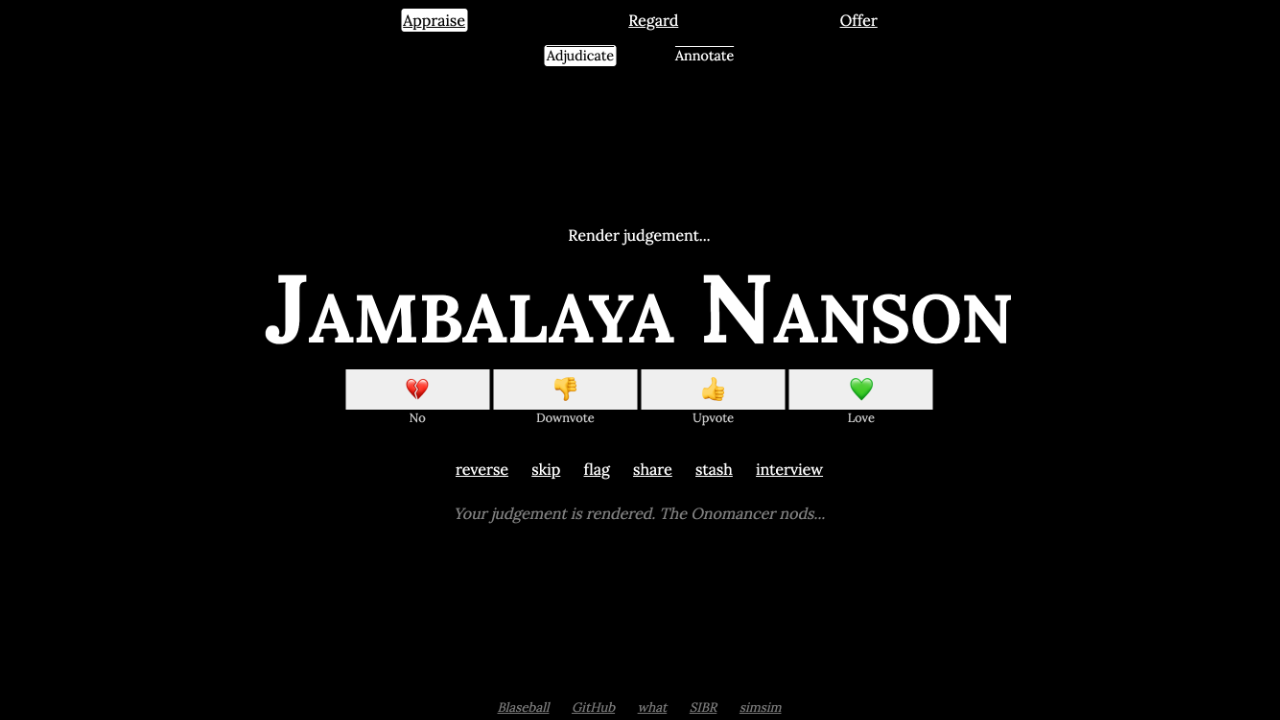 Appraise Regard Offer
Adjudicate Annotate
Render judgement...
Jambalaya Nanson
💔 👎 👍 💚
No Downvote Upvote Love
reverse skip flag share stash interview
Your judgement is rendered. The Onomancer nods...
Blaseball GitHub what SIBR simsim